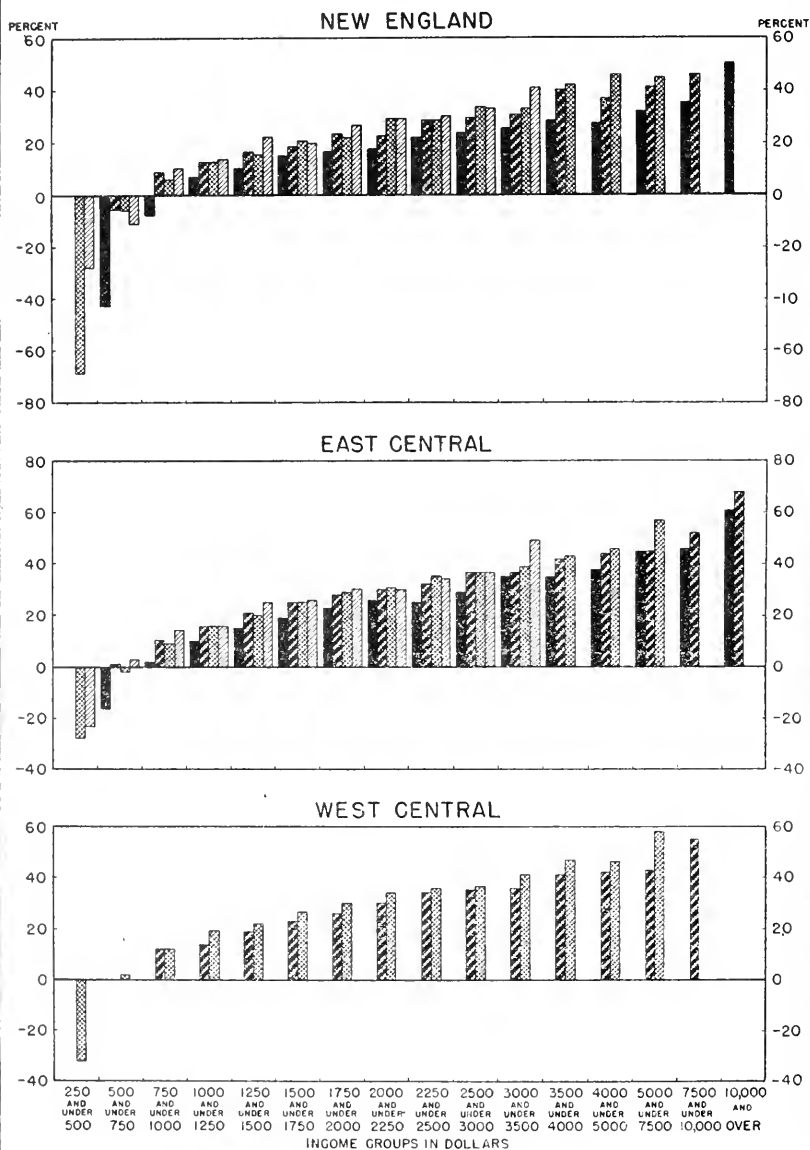 NEW ENGLAND
PERCENT PERCENT
60 60
40 40
20 20
0 0
-20 -20
-40 -10
-60 -60
-80 -80
EAST CENTRAL
80 80
60 60
40 40
20 20
0 0
-20 -20
-40 -40
WEST CENTRAL
60 60
40 40
20 20
0 0
-20 -20
-40 -40
250 500 750 1000 1250 1500 1750 2000 2250 2500 3000 3500 4000 5000 7500 10,000
AND AND AND AND AND AND AND AND AND AND AND AND AND AND AND AND
UNDER UNDER UNDER UNDER UNDER UNDER UNDER UNDER UNDER UNDER UNDER UNDER UNDER UNDER UNDER
500 750 1000 1250 1500 1750 2000 2250 2500 3000 3500 4000 5000 7500 10,000 OVER
INCOME GROUPS IN DOLLARS